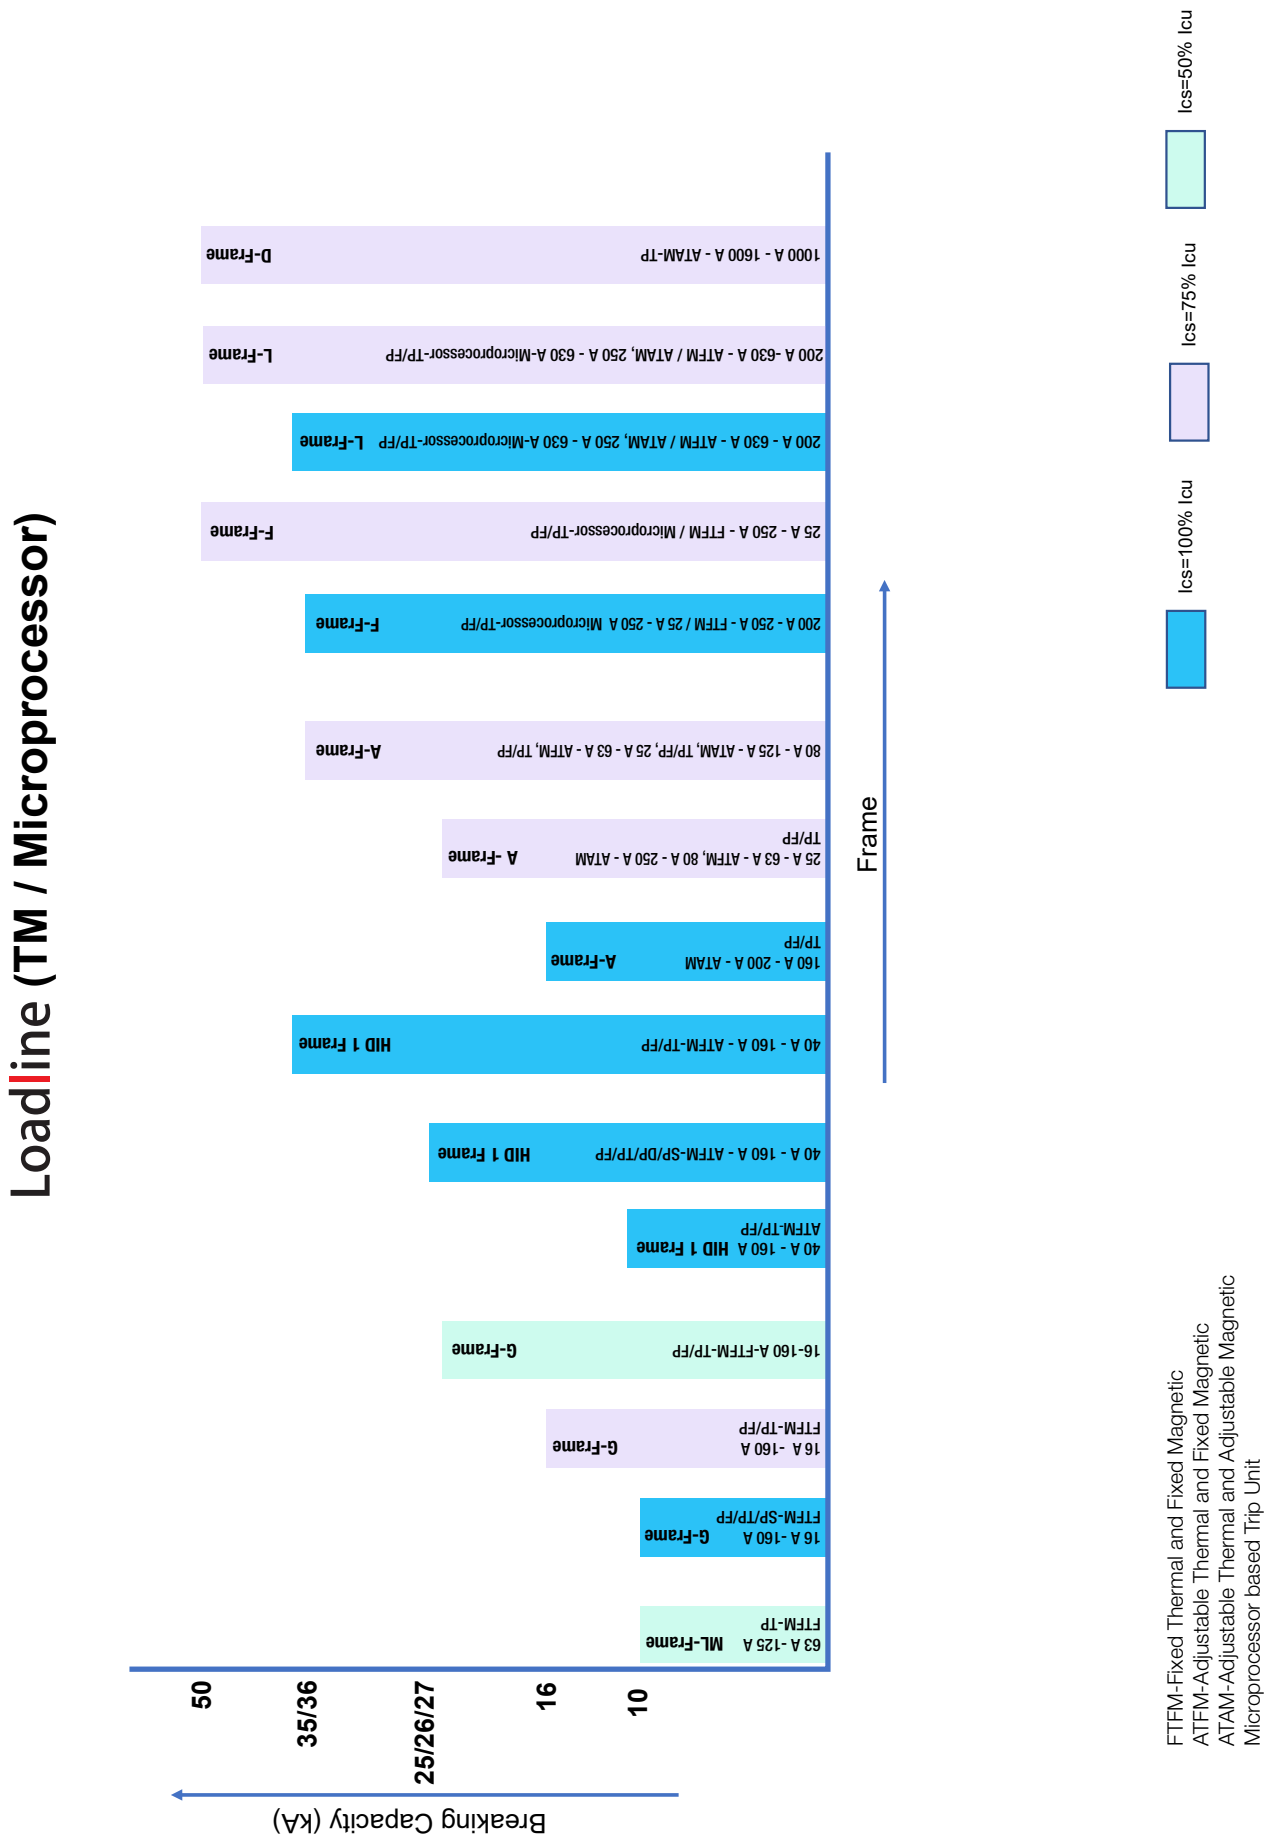 Loadline (TM / Microprocessor)
Breaking Capacity (kA)
50
35/36
25/26/27
16
10
ML-Frame
63 A -125 A
FTFM-TP
G-Frame
16 A -160 A
FTFM-SP/TP/FP
G-Frame
16 A -160 A
FTFM-TP/FP
G-Frame
16-160 A-FTFM-TP/FP
HID 1 Frame
40 A - 160 A
ATFM-TP/FP
HID 1 Frame
40 A - 160 A - ATFM-SP/DP/TP/FP
HID 1 Frame
40 A - 160 A - ATFM-TP/FP
A-Frame
160 A - 200 A - ATAM
TP/FP
A -Frame
25 A - 63 A - ATFM, 80 A - 250 A - ATAM
TP/FP
A-Frame
80 A - 125 A - ATAM, TP/FP, 25 A - 63 A - ATFM, TP/FP
F-Frame
200 A - 250 A - FTFM / 25 A - 250 A Microprocessor-TP/FP
F-Frame
25 A - 250 A - FTFM / Microprocessor-TP/FP
L-Frame
200 A - 630 A - ATFM / ATAM, 250 A - 630 A-Microprocessor-TP/FP
L-Frame
200 A -630 A - ATFM / ATAM, 250 A - 630 A-Microprocessor-TP/FP
D-Frame
1000 A - 1600 A - ATAM-TP
Frame
FTFM-Fixed Thermal and Fixed Magnetic
ATFM-Adjustable Thermal and Fixed Magnetic
ATAM-Adjustable Thermal and Adjustable Magnetic
Microprocessor based Trip Unit
Ics=100% Icu
Ics=75% Icu
Ics=50% Icu